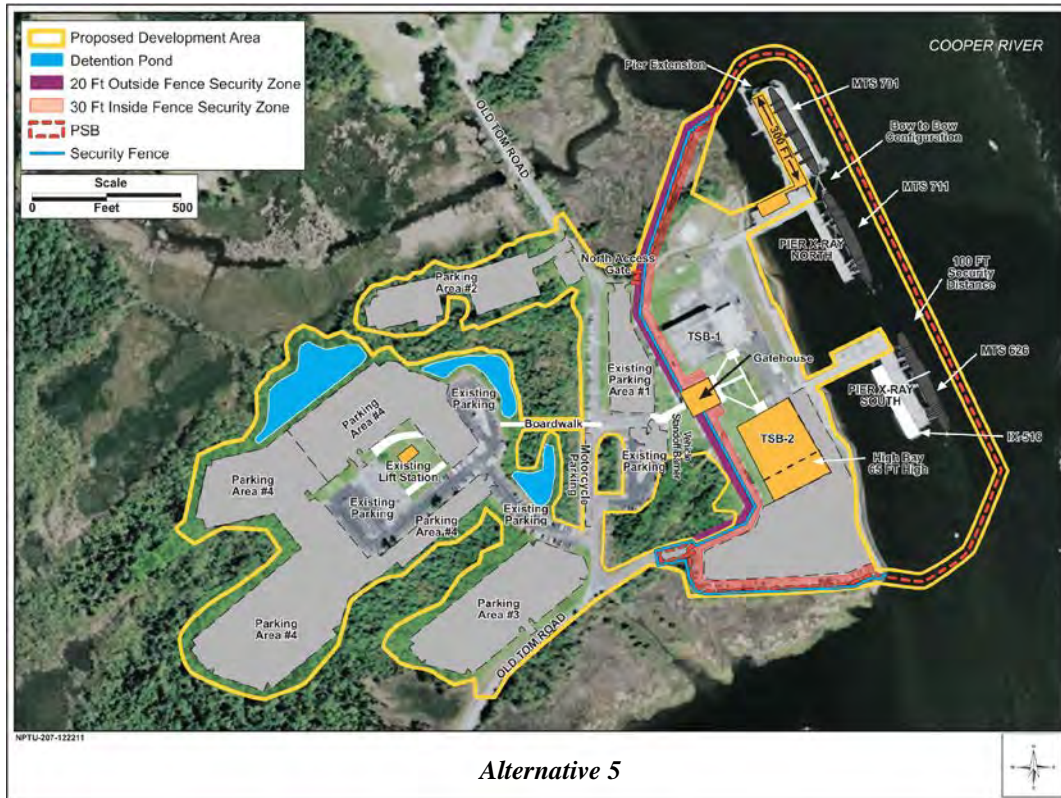 Proposed Development Area
Detention Pond
20 Ft Outside Fence Security Zone
30 Ft Inside Fence Security Zone
PSB
Security Fence
Scale
0 Feet 500
COOPER RIVER
Pier Extension
MTS 701
OLD TOM ROAD
300 FT
Bow to Bow
Configuration
MTS 711
North Access
Gate
PIER X-RAY
NORTH
Parking
Area #2
100 FT
Security
Distance
TSB-1
MTS 626
Gatehouse
Existing
Parking
Area #1
Existing
Parking
PIER X-RAY
SOUTH
Parking
Area #4
Boardwalk
Vehicle
Standoff Barrier
Motorcycle
Parking
Existing
Parking
TSB-2
IX-516
High Bay
65 FT High
Existing
Lift Station
Parking
Area #4
Existing
Parking
Existing
Parking
Parking
Area #4
Parking
Area #3
Parking
Area #4
OLD TOM ROAD
NPTU-207-122211
Alternative 5